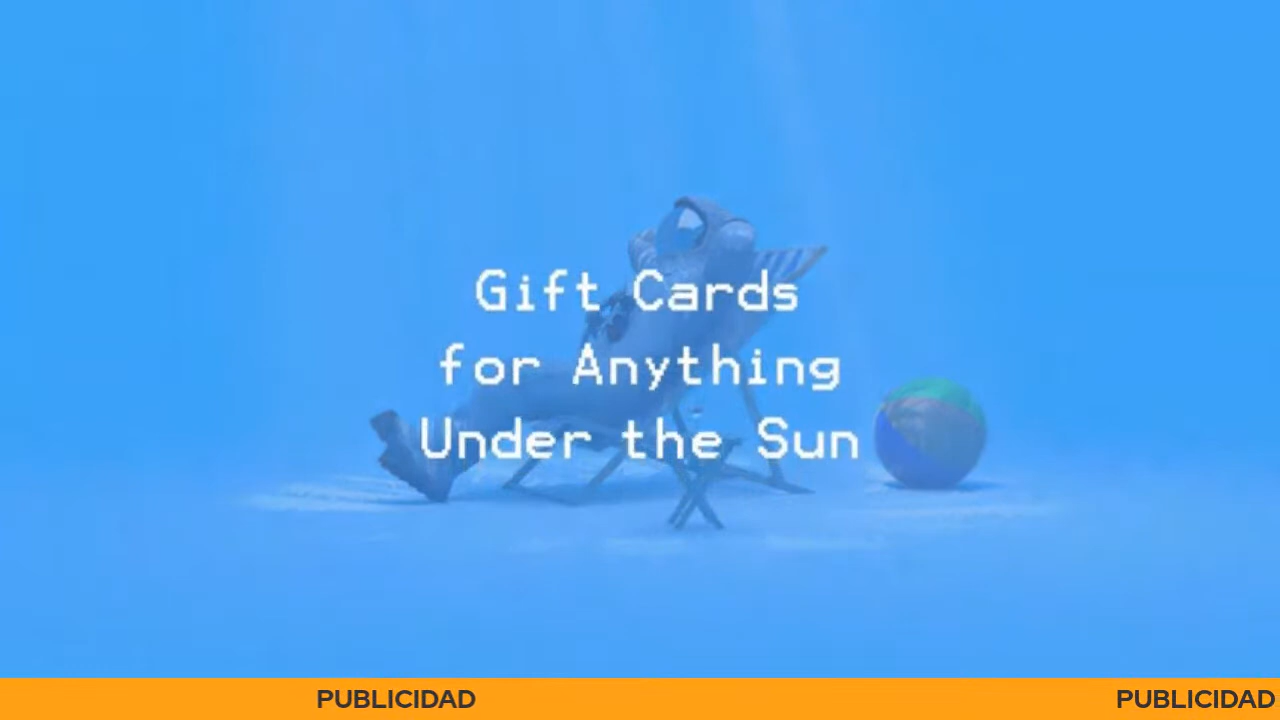 Gift Cards
for Anything
Under the Sun
PUBLICIDAD PUBLICIDAD